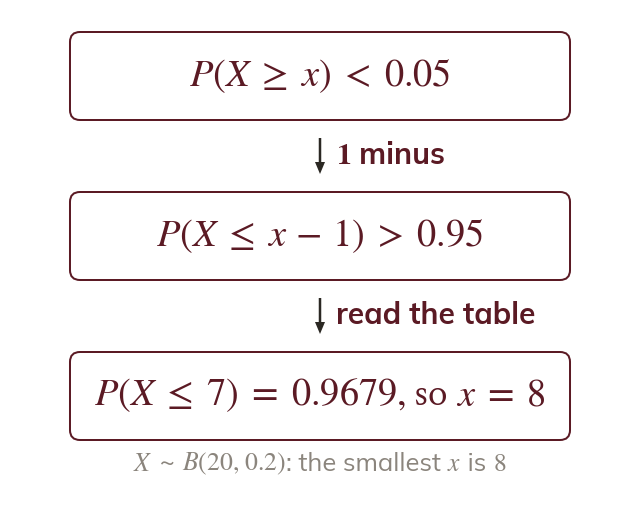 P(X ≥ x) < 0.05
1 minus
P(X ≤ x − 1) > 0.95
read the table
P(X ≤ 7) = 0.9679, so x = 8
X ~ B(20, 0.2): the smallest x is 8